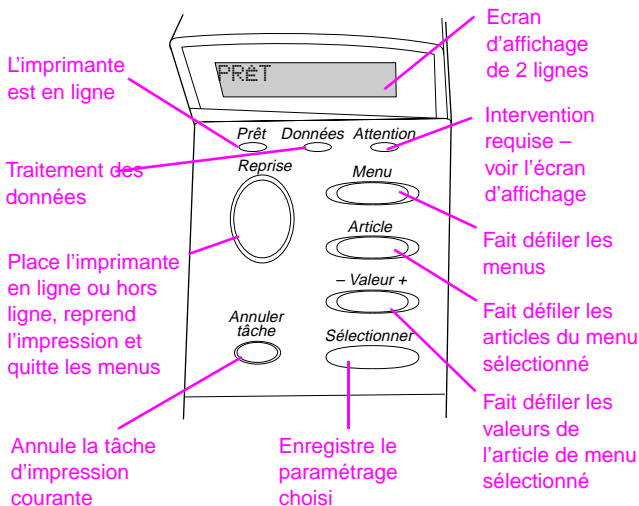 Ecran
d'affichage
de 2 lignes
PRêT
L'imprimante
est en ligne
Intervention
requise –
voir l'écran
d'affichage
Prêt Données Attention
Traitement des
données
Reprise
Menu
Fait défiler les
menus
Article
Place l'imprimante
en ligne ou hors
ligne, reprend
l'impression et
quitte les menus
– Valeur +
Fait défiler les
articles du menu
sélectionné
Annuler
tâche
Sélectionner
Fait défiler les
valeurs de
l'article de menu
sélectionné
Annule la tâche
d'impression
courante
Enregistre le
paramétrage
choisi